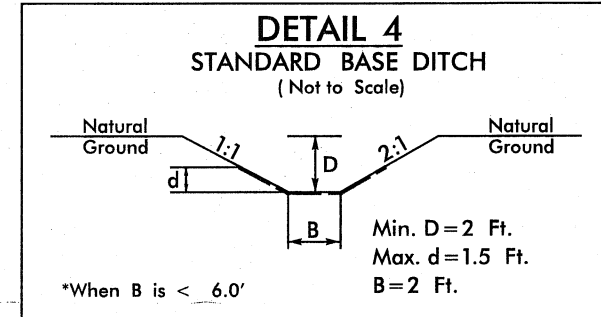 DETAIL 4
STANDARD BASE DITCH
( Not to Scale)
Natural
Ground
Natural
Ground
1:1
2:1
D
d
B
Min. D=2 Ft.
Max. d=1.5 Ft.
B=2 Ft.
*When B is < 6.0'